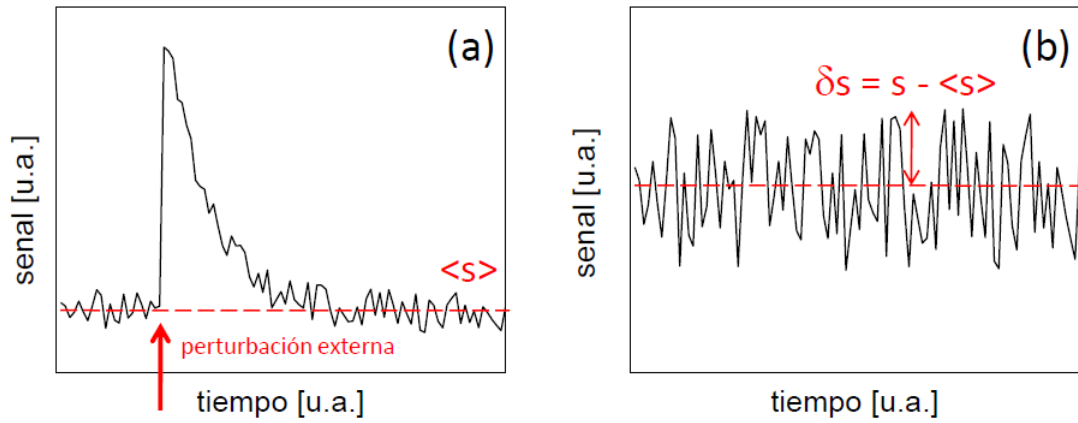 (a)
senal [u.a.]
<s>
perturbación externa
tiempo [u.a.]
(b)
δs = s - <s>
senal [u.a.]
tiempo [u.a.]